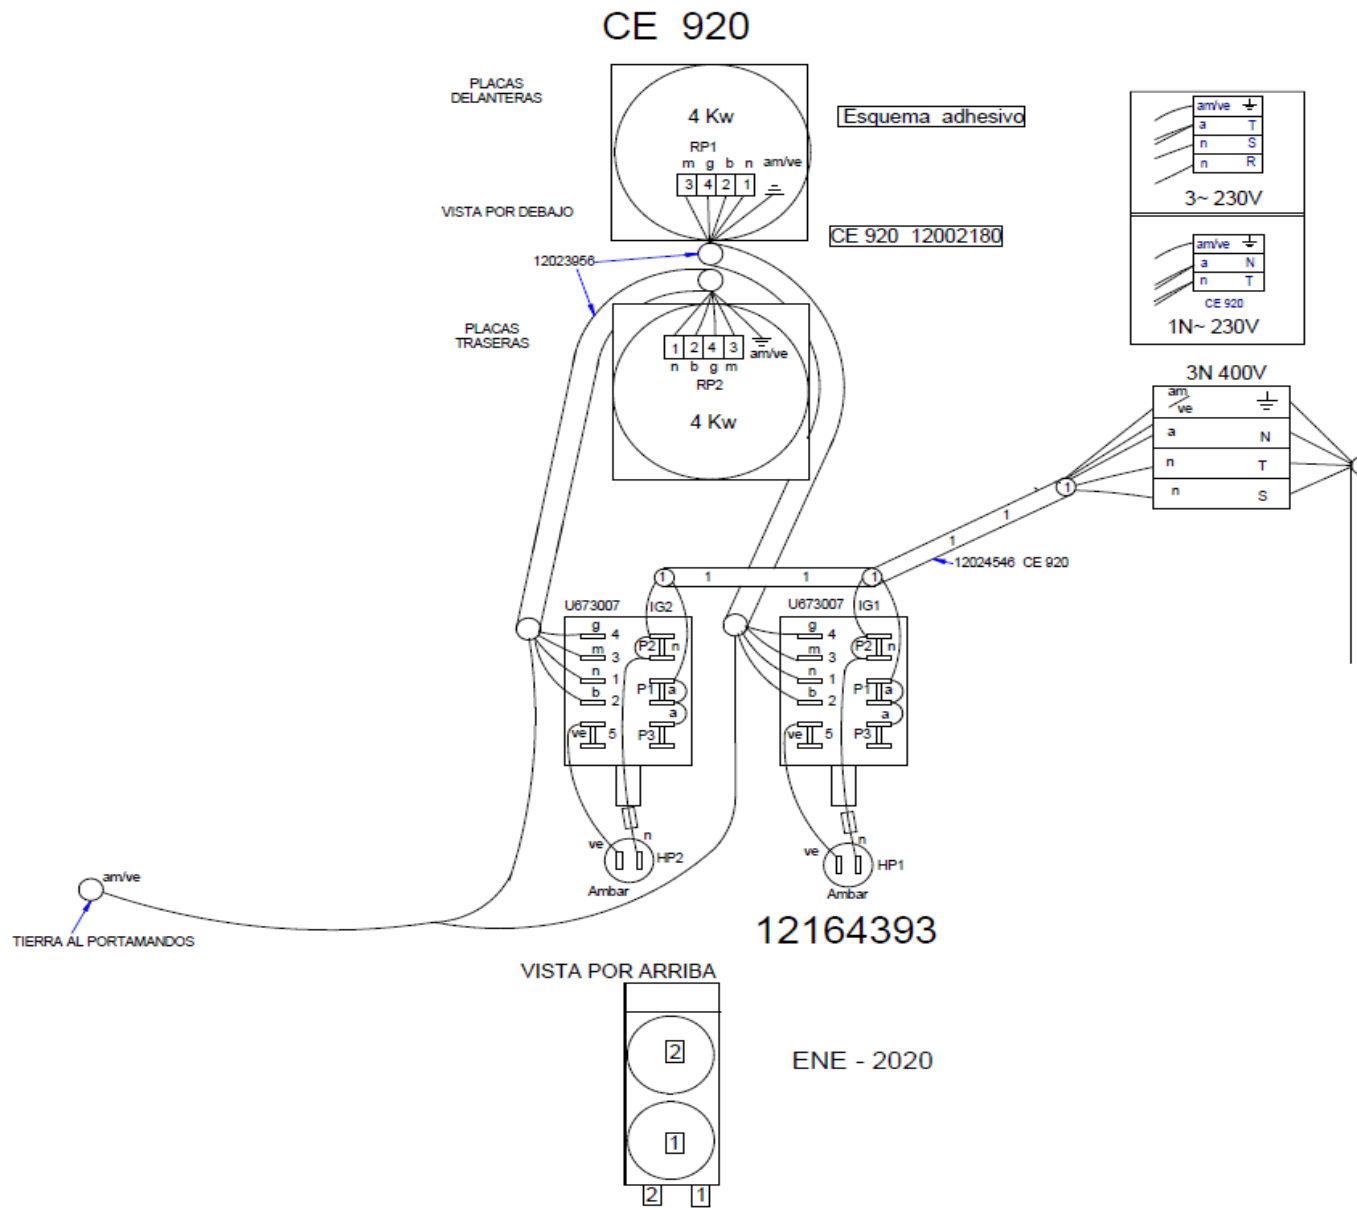 CE 920
PLACAS
DELANTERAS
4 Kw
RP1
m g b n am/ve
3 4 2 1
Esquema adhesivo
VISTA POR DEBAJO
CE 920 12002180
12023956
PLACAS
TRASERAS
1 2 4 3
n b g m am/ve
RP2
4 Kw
am/ve
a T
n S
n R
3~ 230V
am/ve
a N
n T
CE 920
1N~ 230V
3N 400V
am
ve
a N
n T
n S
1
1
1
12024546 CE 920
1 1 1 1
U673007 IG2
g 4 P2 n
m 3
n 1 P1 a
b 2
a
ve 5 P3
U673007 IG1
g 4 P2 n
m 3
n 1 P1 a
b 2
a
ve 5 P3
ve n
HP2
Ambar
ve n
HP1
Ambar
am/ve
TIERRA AL PORTAMANDOS
12164393
VISTA POR ARRIBA
2
1
2 1
ENE - 2020